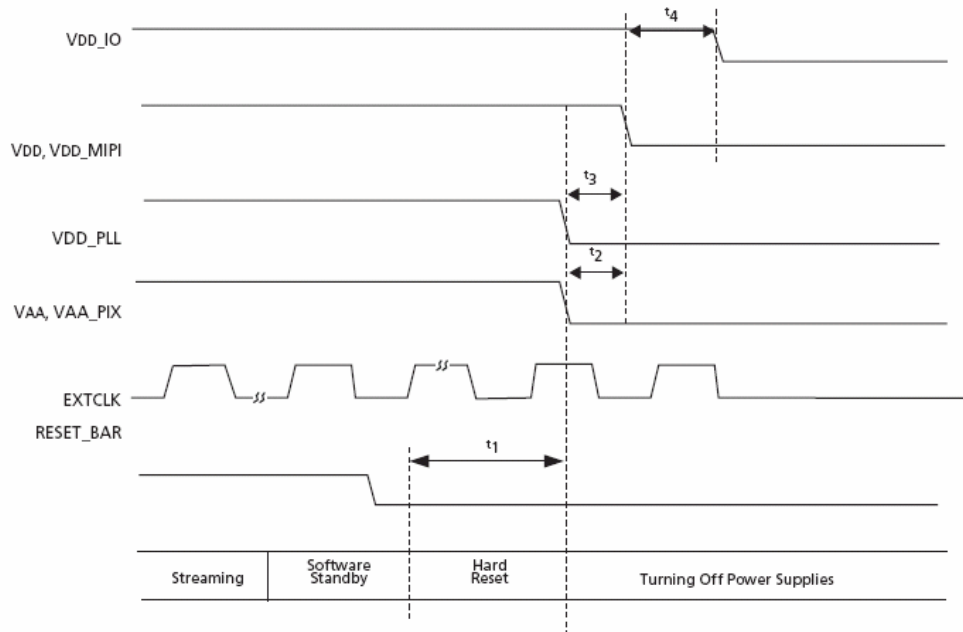 t4
VDD_IO
VDD, VDD_MIPI
t3
VDD_PLL
t2
VAA, VAA_PIX
EXTCLK
RESET_BAR
t1
Streaming
Software
Standby
Hard
Reset
Turning Off Power Supplies